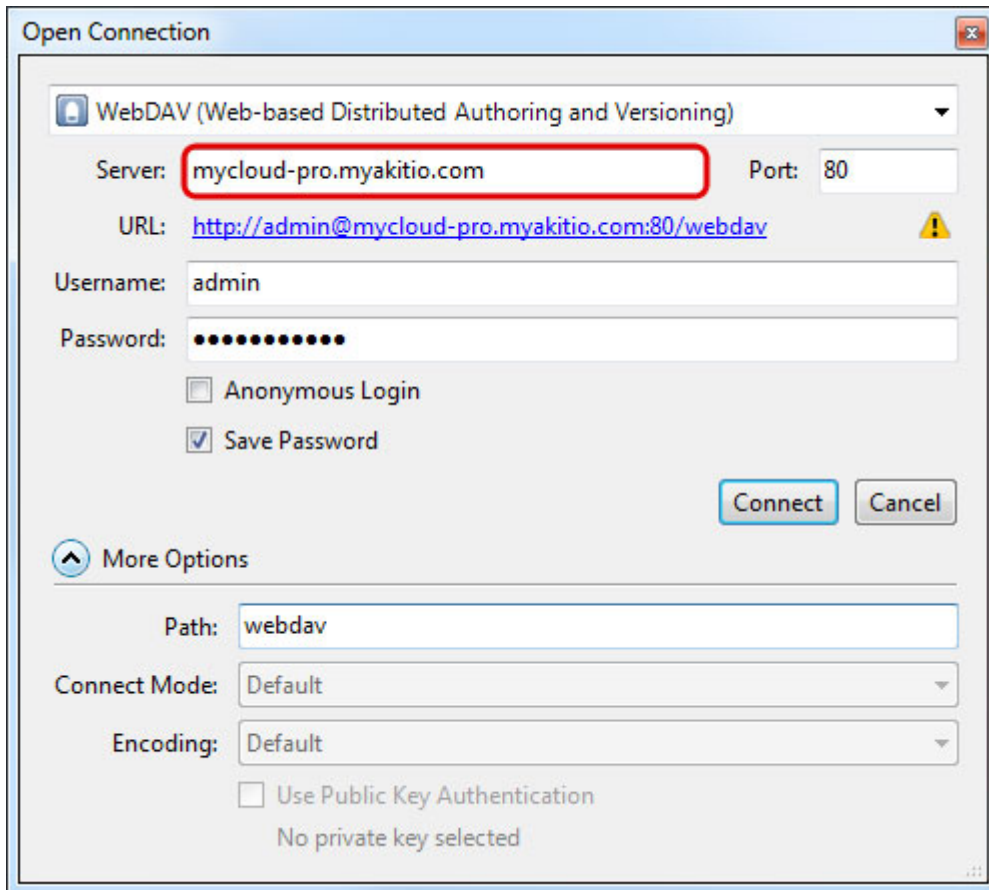 Open Connection
WebDAV (Web-based Distributed Authoring and Versioning)
Server: mycloud-pro.myakitio.com Port: 80
URL: http://admin@mycloud-pro.myakitio.com:80/webdav
Username: admin
Password: •••••••••••
Anonymous Login
Save Password
Connect Cancel
More Options
Path: webdav
Connect Mode: Default
Encoding: Default
Use Public Key Authentication
No private key selected